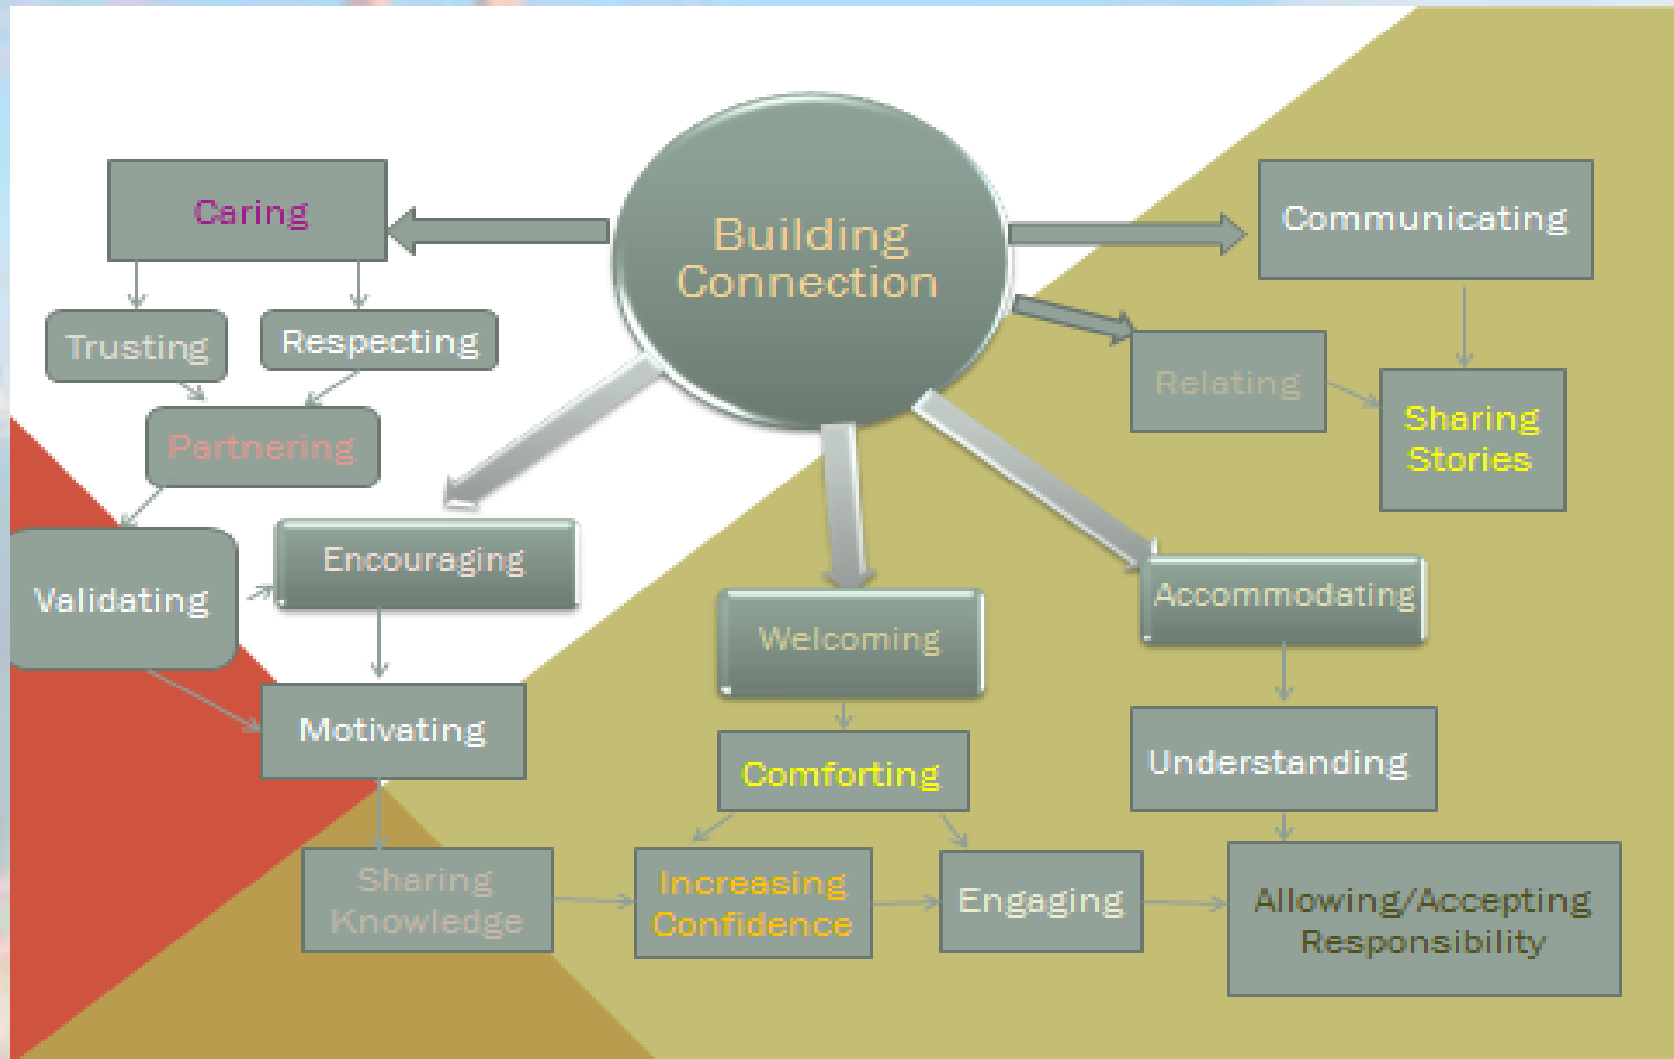 Building
Connection
Caring
Communicating
Trusting
Respecting
Relating
Sharing
Stories
Partnering
Encouraging
Validating
Welcoming
Accommodating
Motivating
Comforting
Understanding
Sharing
Knowledge
Increasing
Confidence
Engaging
Allowing/Accepting
Responsibility